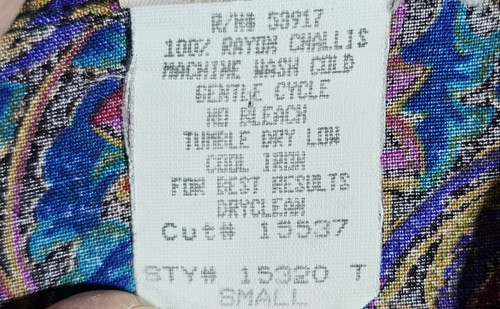 R/N# 53917
100% RAYON CHALLIS
MACHINE WASH COLD
GENTLE CYCLE
NO BLEACH
TUMBLE DRY LOW
COOL IRON
FOR BEST RESULTS
DRYCLEAN
Cut# 15537
STY# 15320 T
SMALL